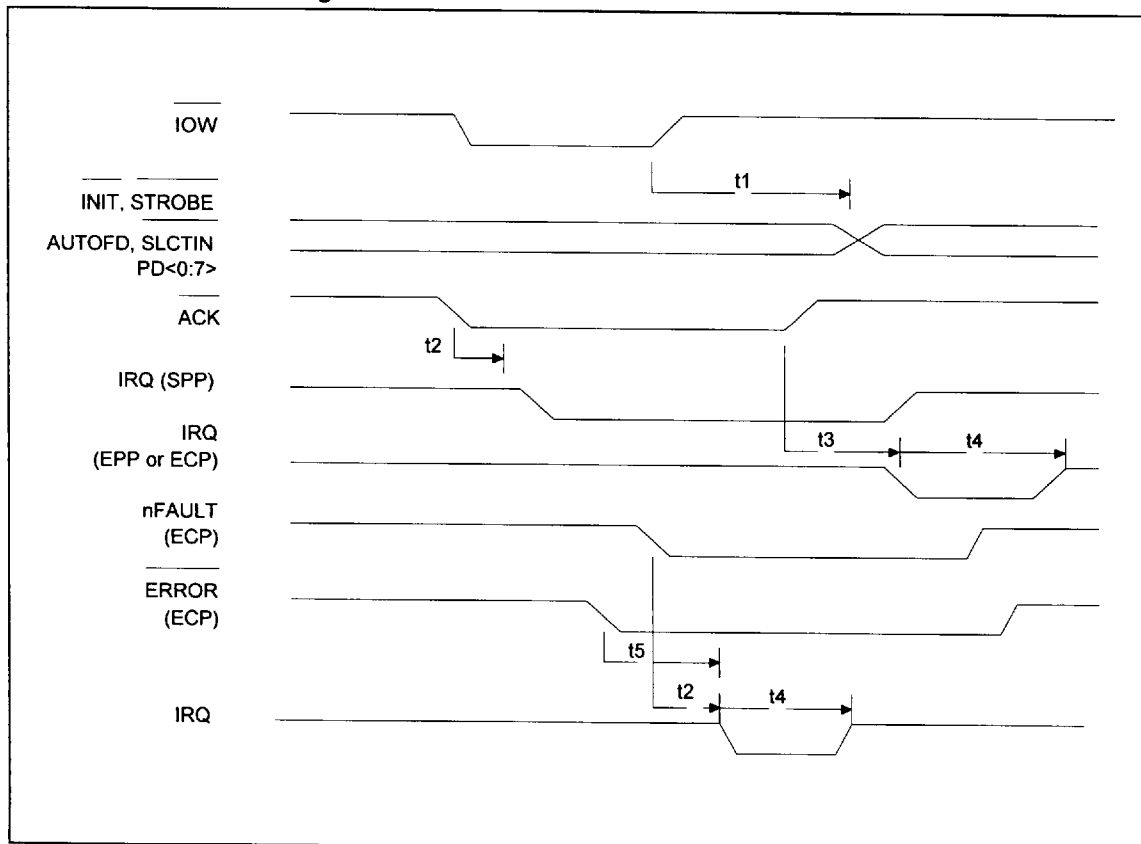 IOW
t1
INIT, STROBE
AUTOFD, SLCTIN
PD<0:7>
ACK
t2
IRQ (SPP)
IRQ
(EPP or ECP)
t3
t4
nFAULT
(ECP)
ERROR
(ECP)
t5
t2
t4
IRQ